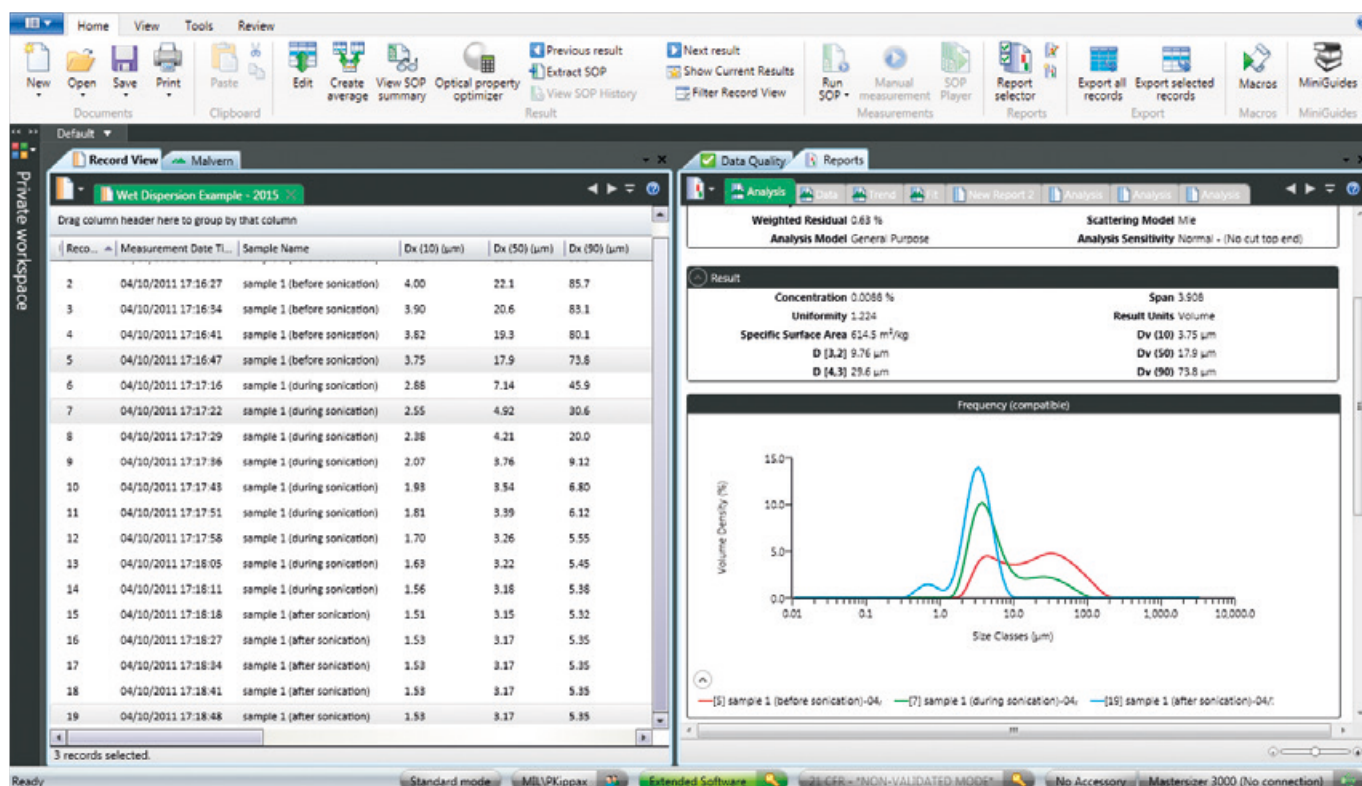 Home View Tools Review
New Open Save Print Paste Edit Create average View SOP summary Optical property optimizer
Previous result
Extract SOP
View SOP History
Next result
Show Current Results
Filter Record View
Run SOP Manual measurement SOP Player Report selector Export all records Export selected records Macros MiniGuides
Documents Clipboard Result Measurements Reports Export Macros MiniGuides
Default
Private workspace
Record View Malvern
Wet Dispersion Example - 2015
Drag column header here to group by that column
Reco... Measurement Date Ti... Sample Name Dx (10) (µm) Dx (50) (µm) Dx (90) (µm)
2 04/10/2011 17:16:27 sample 1 (before sonication) 4.00 22.1 85.7
3 04/10/2011 17:16:34 sample 1 (before sonication) 3.90 20.6 83.1
4 04/10/2011 17:16:41 sample 1 (before sonication) 3.82 19.3 80.1
5 04/10/2011 17:16:47 sample 1 (before sonication) 3.75 17.9 73.8
6 04/10/2011 17:17:16 sample 1 (during sonication) 2.88 7.14 45.9
7 04/10/2011 17:17:22 sample 1 (during sonication) 2.55 4.92 30.6
8 04/10/2011 17:17:29 sample 1 (during sonication) 2.38 4.21 20.0
9 04/10/2011 17:17:36 sample 1 (during sonication) 2.07 3.76 9.12
10 04/10/2011 17:17:43 sample 1 (during sonication) 1.93 3.54 6.80
11 04/10/2011 17:17:51 sample 1 (during sonication) 1.81 3.39 6.12
12 04/10/2011 17:17:58 sample 1 (during sonication) 1.70 3.26 5.55
13 04/10/2011 17:18:05 sample 1 (during sonication) 1.63 3.22 5.45
14 04/10/2011 17:18:11 sample 1 (during sonication) 1.56 3.18 5.38
15 04/10/2011 17:18:18 sample 1 (after sonication) 1.51 3.15 5.32
16 04/10/2011 17:18:27 sample 1 (after sonication) 1.53 3.17 5.35
17 04/10/2011 17:18:34 sample 1 (after sonication) 1.53 3.17 5.35
18 04/10/2011 17:18:41 sample 1 (after sonication) 1.53 3.17 5.35
19 04/10/2011 17:18:48 sample 1 (after sonication) 1.53 3.17 5.35
3 records selected.
Data Quality Reports
Analysis Data Trend Fit New Report 2 Analysis Analysis Analysis
Weighted Residual 0.63 % Scattering Model Mie
Analysis Model General Purpose Analysis Sensitivity Normal - (No cut top end)
Result
Concentration 0.0088 % Span 3.908
Uniformity 1.224 Result Units Volume
Specific Surface Area 614.5 m²/kg Dv (10) 3.75 µm
D [3,2] 9.76 µm Dv (50) 17.9 µm
D [4,3] 29.6 µm Dv (90) 73.8 µm
Frequency (compatible)
Volume Density (%)
15.0
10.0
5.0
0.0
0.01 0.1 1.0 10.0 100.0 1,000.0 10,000.0
Size Classes (µm)
[5] sample 1 (before sonication)-04/ [7] sample 1 (during sonication)-04/ [19] sample 1 (after sonication)-04/
Ready Standard mode MIL\PKippax Extended Software 21 CFR - *NON-VALIDATED MODE* No Accessory Mastersizer 3000 (No connection)